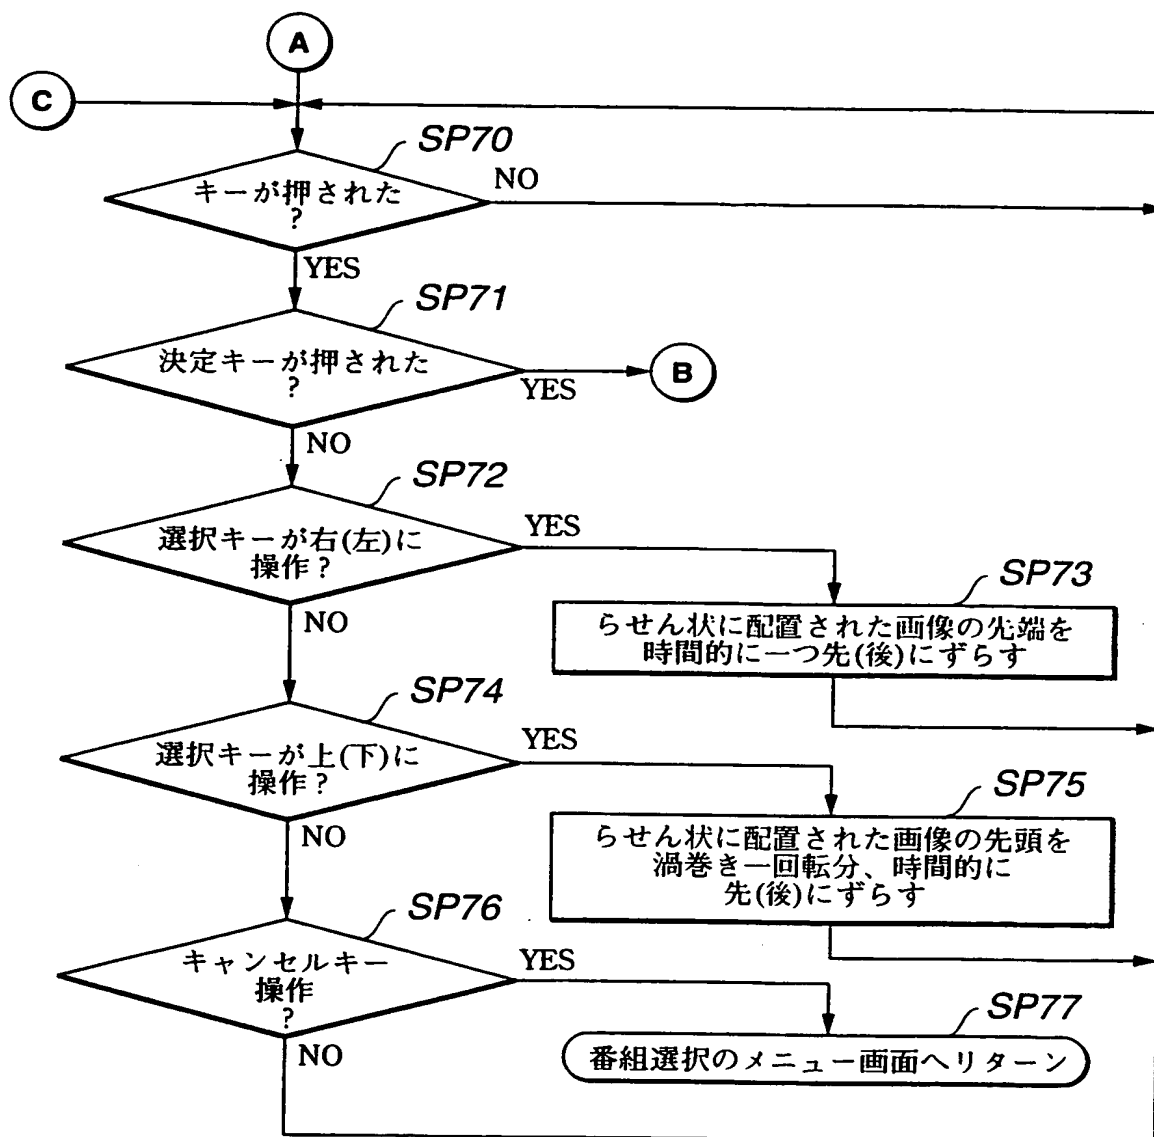 A
C
SP70
キーが押された
?
NO
YES
SP71
決定キーが押された
?
YES
B
NO
SP72
選択キーが右(左)に
操作?
YES
NO
SP73
らせん状に配置された画像の先端を
時間的に一つ先(後)にずらす
SP74
選択キーが上(下)に
操作?
YES
NO
SP75
らせん状に配置された画像の先頭を
渦巻き一回転分、時間的に
先(後)にずらす
SP76
キャンセルキー
操作
?
YES
NO
SP77
番組選択のメニュー画面へリターン